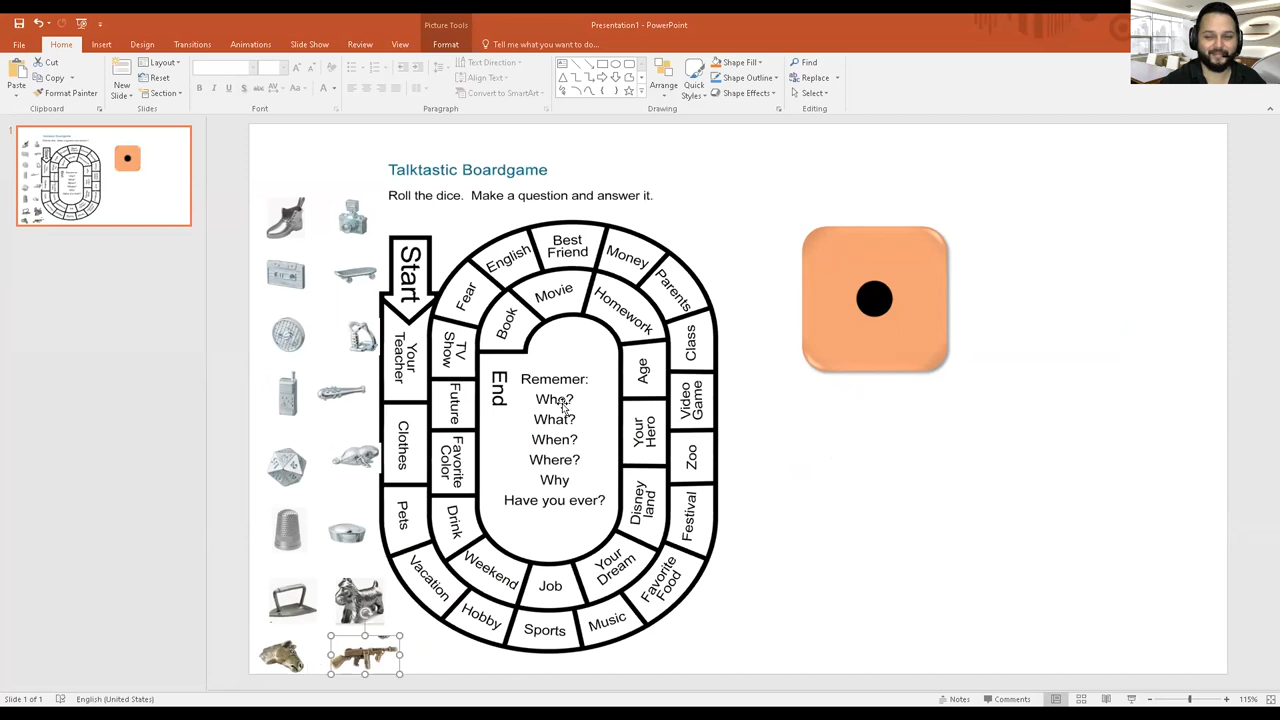 Picture Tools
Presentation1 - PowerPoint
File
Home
Insert
Design
Transitions
Animations
Slide Show
Review
View
Format
Tell me what you want to do...
Paste
Cut
Copy
Format Painter
Clipboard
New Slide
Layout
Reset
Section
Slides
Font
Text Direction
Align Text
Convert to SmartArt
Paragraph
Arrange
Quick Styles
Shape Fill
Shape Outline
Shape Effects
Drawing
Find
Replace
Select
Editing
1
Talktastic Boardgame
Roll the dice.  Make a question and answer it.
Start
Your Teacher
Clothes
Pets
Vacation
Hobby
Sports
Music
Favorite Food
Festival
Zoo
Video Game
Class
Parents
Money
Best Friend
English
Fear
TV Show
Future
Favorite Color
Drink
Weekend
Job
Your Dream
Disney land
Your Hero
Age
Homework
Movie
Book
End
Rememer:
Who?
What?
When?
Where?
Why
Have you ever?
Slide 1 of 1
English (United States)
Notes
Comments
115%